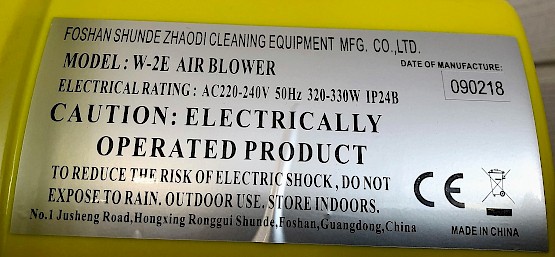 FOSHAN SHUNDE ZHAODI CLEANING EQUIPMENT MFG. CO.,LTD.
MODEL: W-2E AIR BLOWER
DATE OF MANUFACTURE:
090218
ELECTRICAL RATING: AC220-240V 50Hz 320-330W IP24B
CAUTION: ELECTRICALLY
OPERATED PRODUCT
TO REDUCE THE RISK OF ELECTRIC SHOCK, DO NOT
EXPOSE TO RAIN. OUTDOOR USE. STORE INDOORS.
CE
No.1 Jusheng Road,Hongxing Ronggui Shunde,Foshan,Guangdong,China
MADE IN CHINA